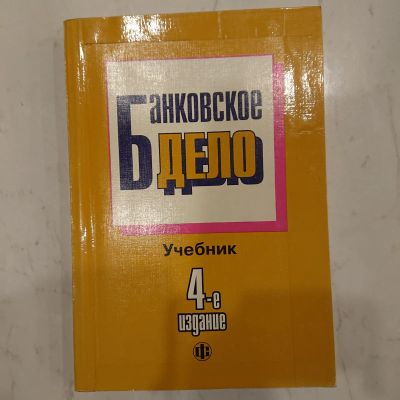 Банковское
дело
Учебник
4-е
издание